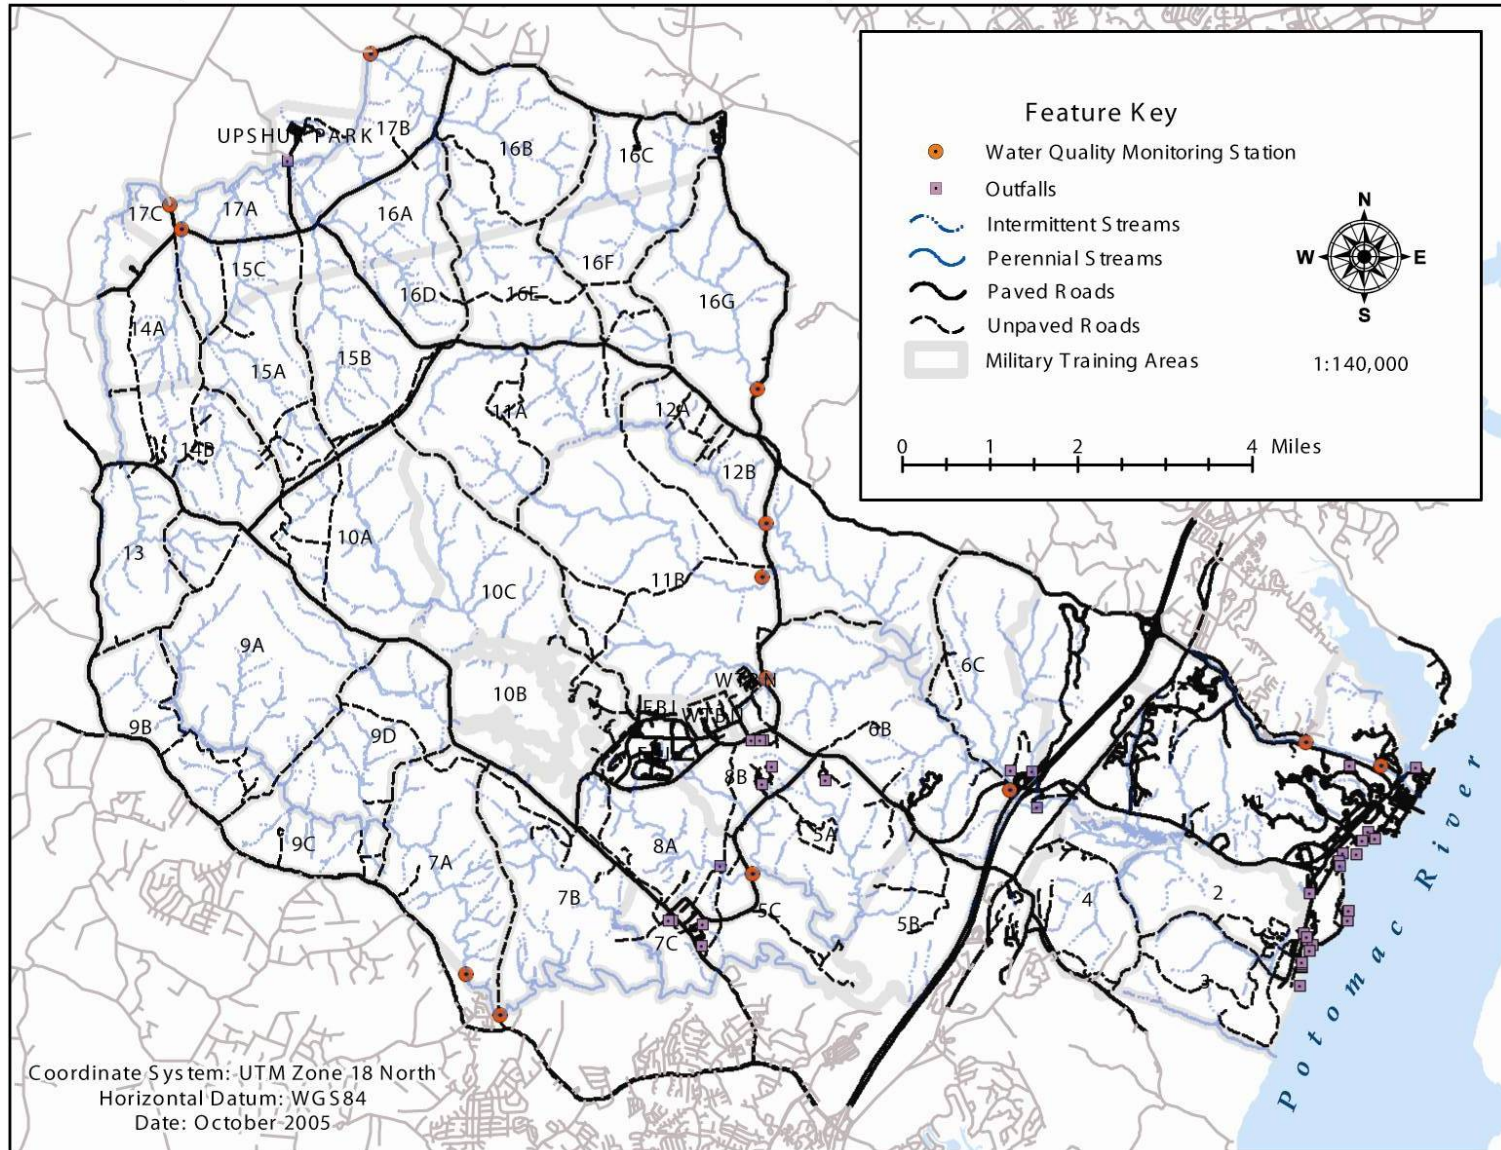 Feature Key
Water Quality Monitoring Station
Outfalls
Intermittent Streams
Perennial Streams
Paved Roads
Unpaved Roads
Military Training Areas
N
W E
S
1:140,000
0 1 2 4 Miles
UPSHUR PARK
17B
16B
16C
17C
17A
16A
15C
16F
16D
16E
16G
14A
15B
15A
11A
12A
14B
12B
13
10A
11B
10C
9A
6C
WTBN
10B
FBI
WTBN
9B
9D
6B
8B
5A
9C
8A
7A
7B
4
2
5C
5B
7C
3
Potomac River
Coordinate System: UTM Zone 18 North
Horizontal Datum: WGS84
Date: October 2005